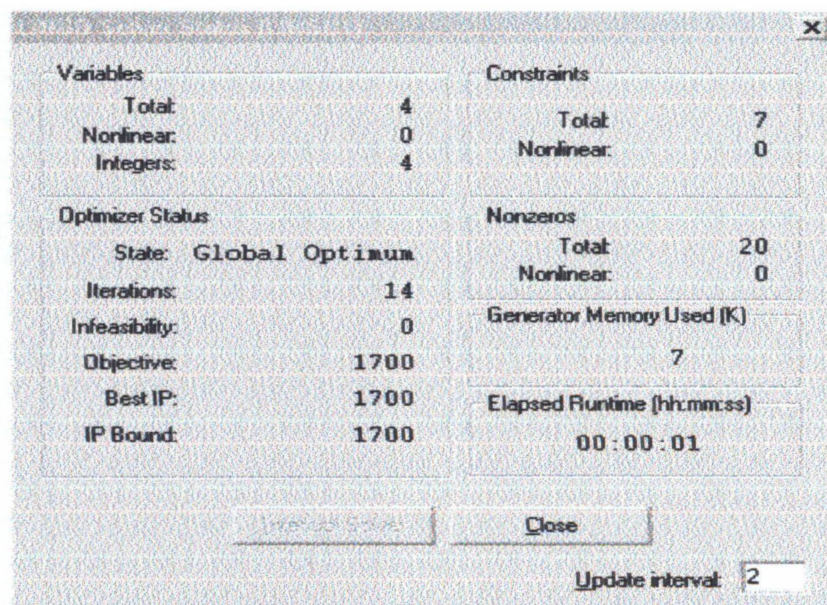 Variables
Total: 4
Nonlinear: 0
Integers: 4
Optimizer Status
State: Global Optimum
Iterations: 14
Infeasibility: 0
Objective: 1700
Best IP: 1700
IP Bound: 1700
Constraints
Total: 7
Nonlinear: 0
Nonzeros
Total: 20
Nonlinear: 0
Generator Memory Used (K)
7
Elapsed Runtime (hh:mm:ss)
00:00:01
Close
Update interval: 2